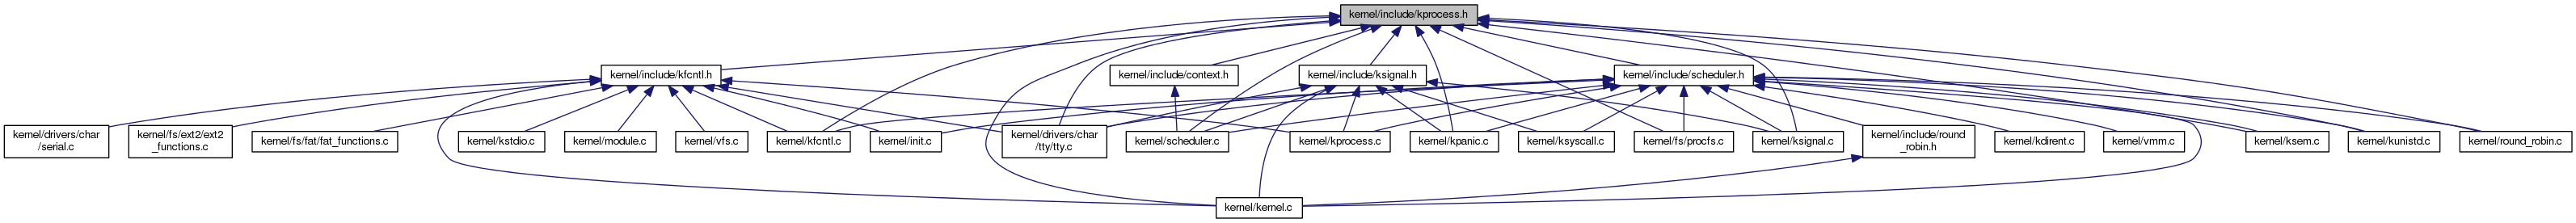 kernel/include/kprocess.h
kernel/include/kfcntl.h
kernel/include/context.h
kernel/include/ksignal.h
kernel/include/scheduler.h
kernel/drivers/char
/serial.c
kernel/fs/ext2/ext2
_functions.c
kernel/fs/fat/fat_functions.c
kernel/kstdio.c
kernel/module.c
kernel/vfs.c
kernel/kfcntl.c
kernel/init.c
kernel/drivers/char
/tty/tty.c
kernel/scheduler.c
kernel/kprocess.c
kernel/kpanic.c
kernel/ksyscall.c
kernel/fs/procfs.c
kernel/ksignal.c
kernel/include/round
_robin.h
kernel/kdirent.c
kernel/vmm.c
kernel/ksem.c
kernel/kunistd.c
kernel/round_robin.c
kernel/kernel.c